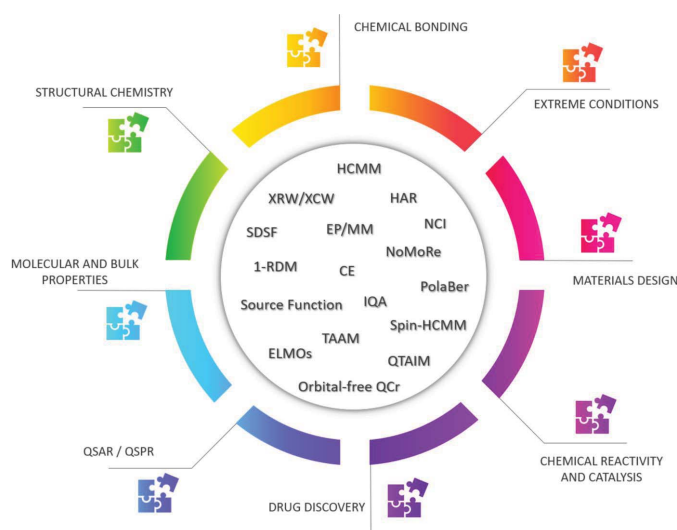 CHEMICAL BONDING
STRUCTURAL CHEMISTRY
EXTREME CONDITIONS
HCMM
XRW/XCW
HAR
SDSF
EP/MM
NCI
NoMoRe
1-RDM
CE
PolaBer
Source Function
IQA
Spin-HCMM
TAAM
ELMOs
QTAIM
Orbital-free QCr
MOLECULAR AND BULK
PROPERTIES
MATERIALS DESIGN
QSAR / QSPR
CHEMICAL REACTIVITY
AND CATALYSIS
DRUG DISCOVERY